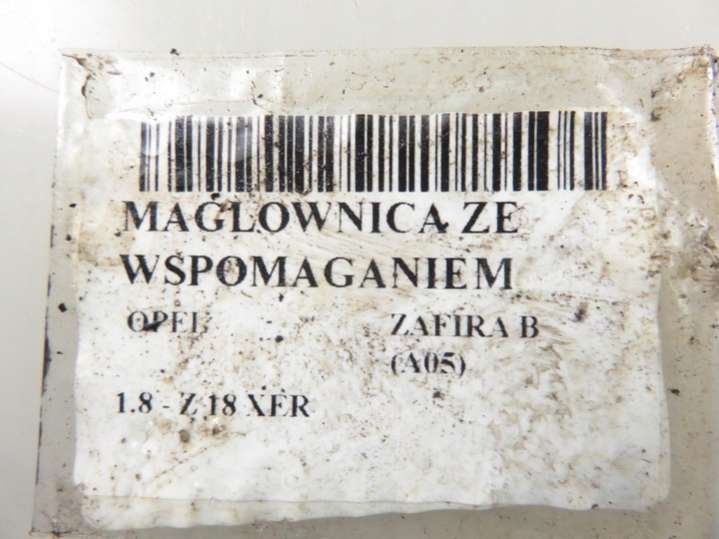 MAGLOWNICA ZE
WSPOMAGANIEM
OPEL ZAFIRA B
(A05)
1.8 - Z 18 XER